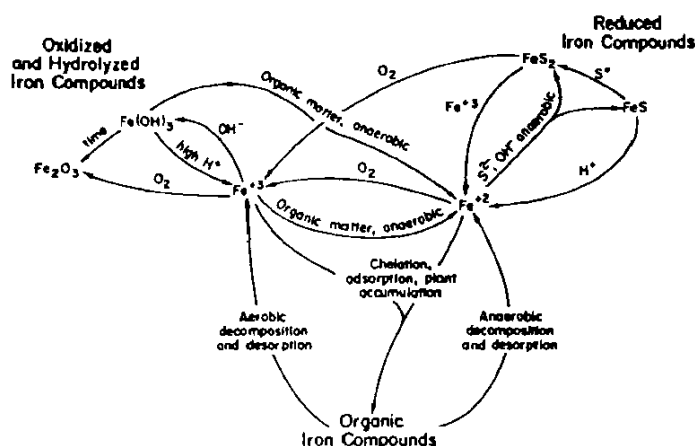 Oxidized
and Hydrolyzed
Iron Compounds
Reduced
Iron Compounds
O₂
FeS₂
S°
FeS
Organic matter, anaerobic
Fe⁺³
S²⁻, OH⁻ anaerobic
Fe(OH)₃
OH⁻
time
high H⁺
Fe₂O₃
O₂
Fe⁺³
O₂
H⁺
Fe⁺²
Organic matter, anaerobic
Chelation,
adsorption, plant
accumulation
Aerobic
decomposition
and desorption
Anaerobic
decomposition
and desorption
Organic
Iron Compounds